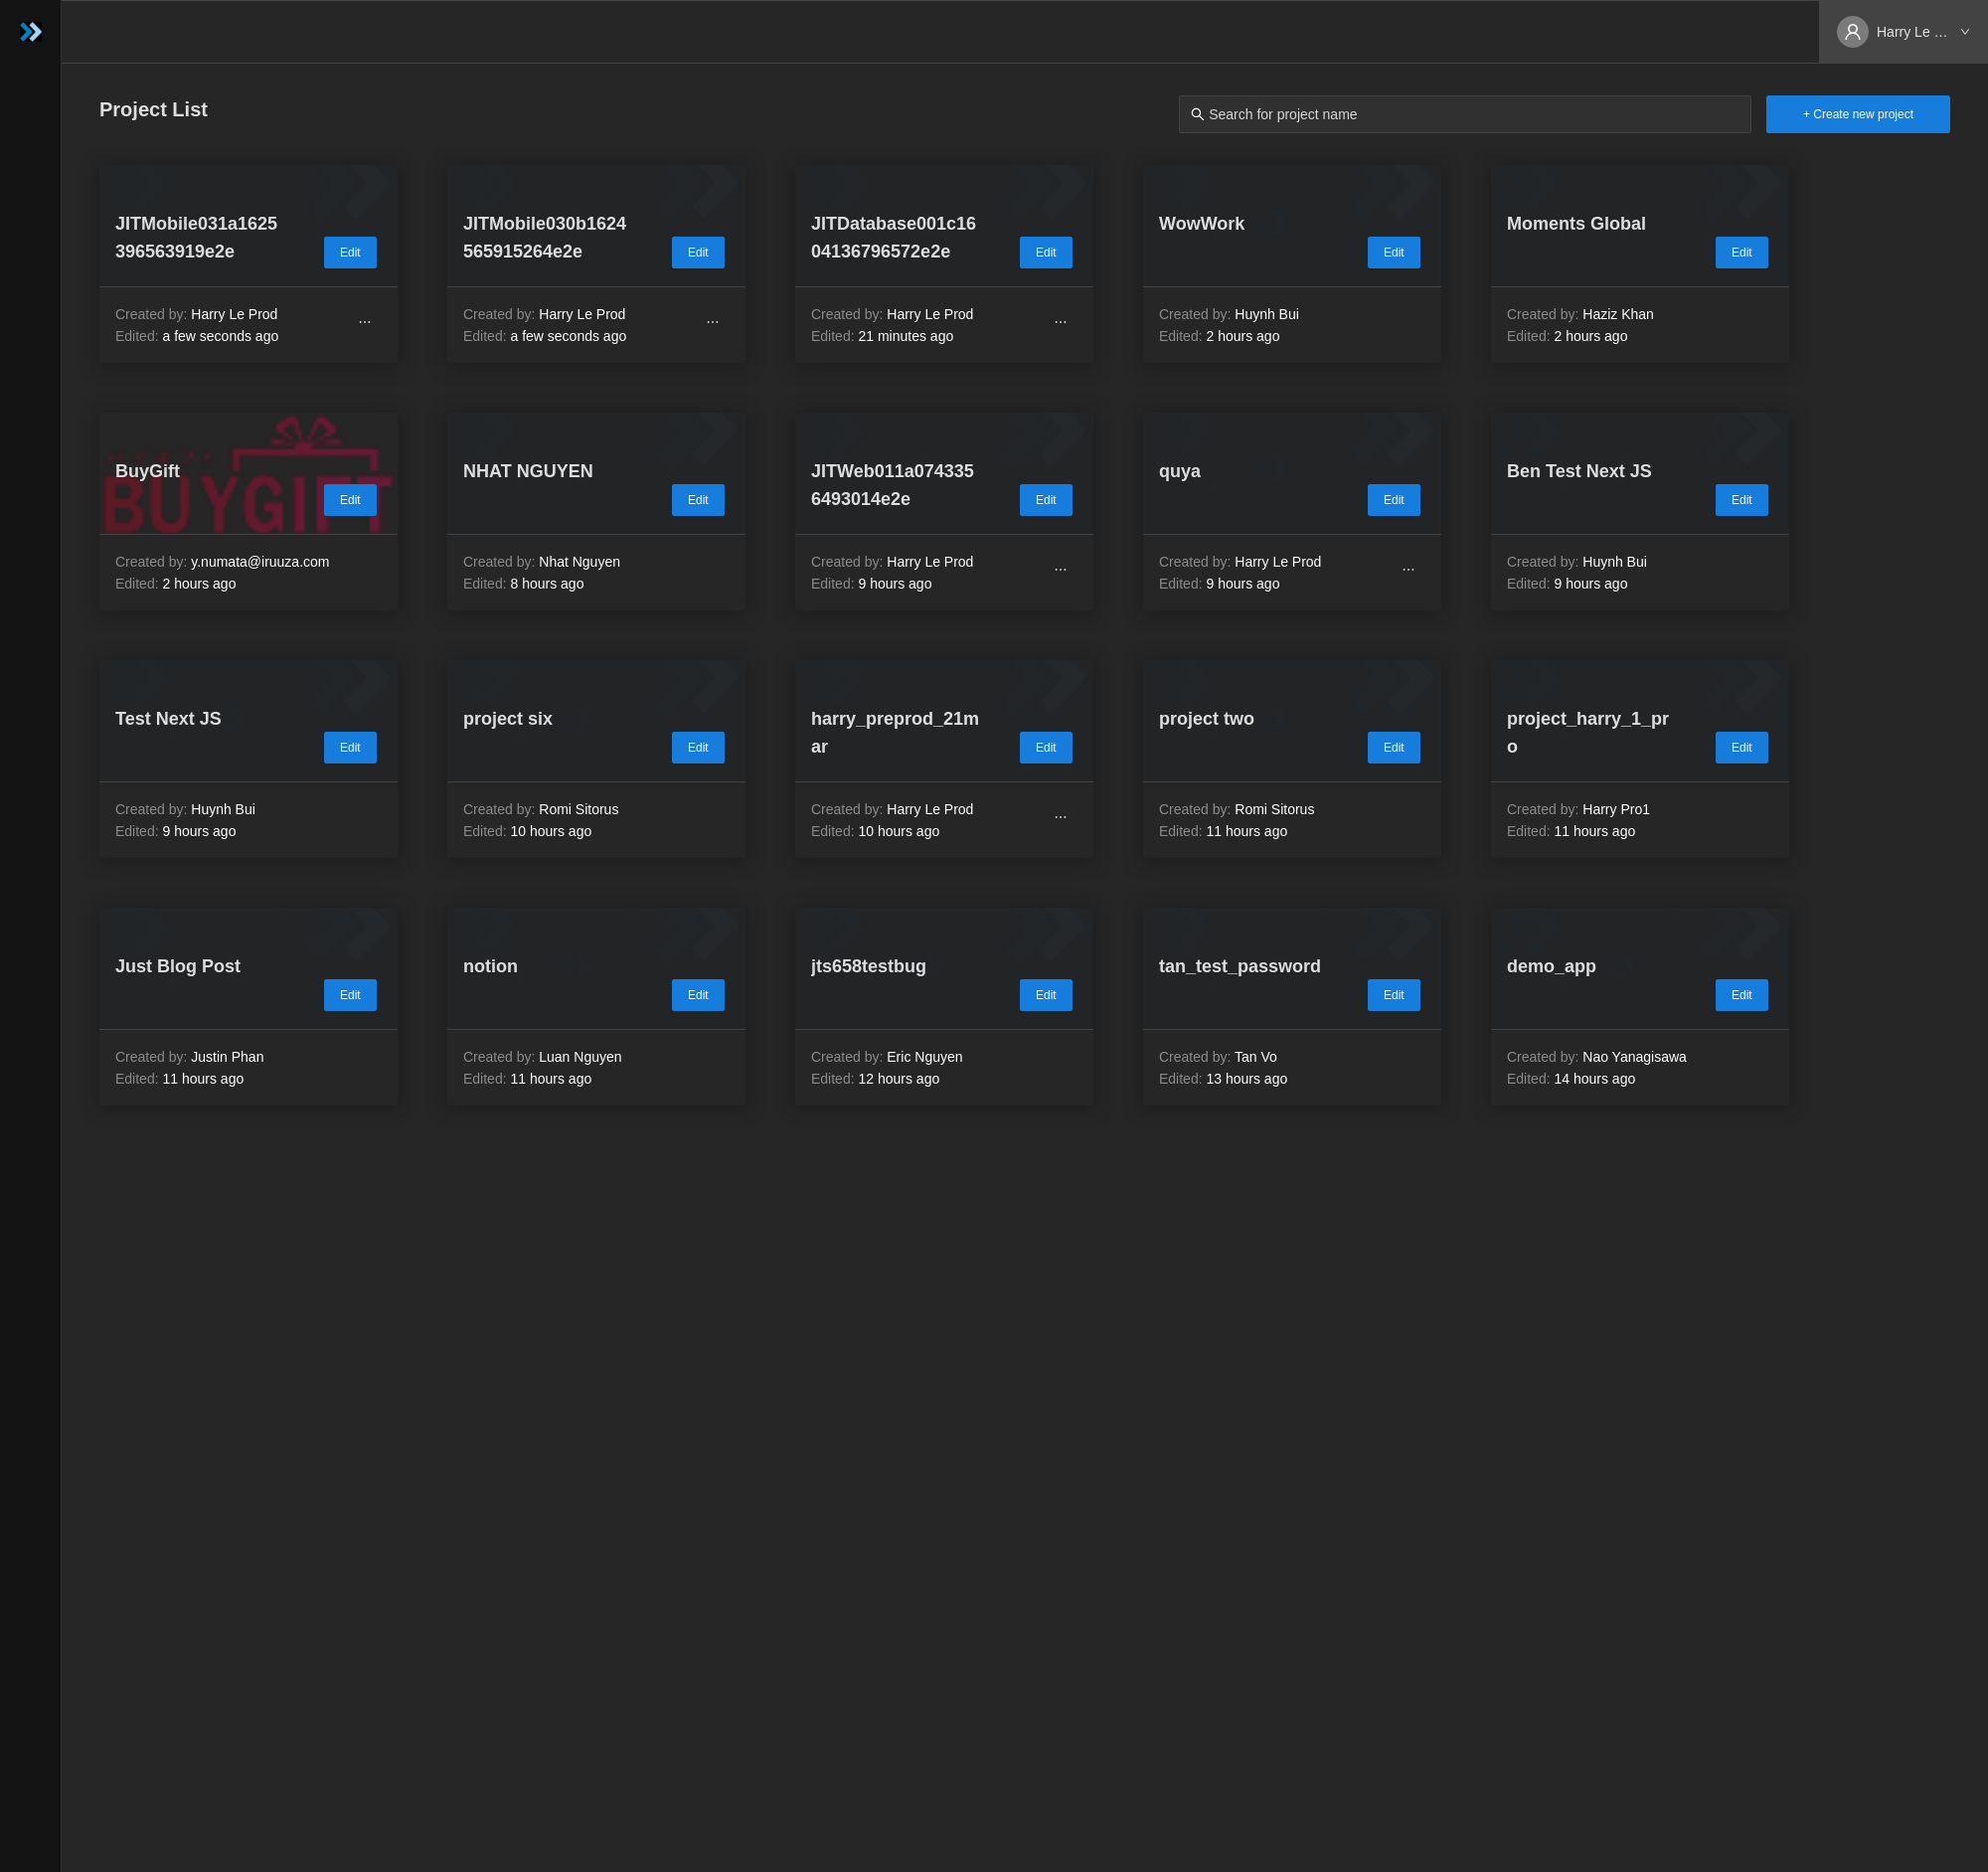 Harry Le ...
Project List
Search for project name
+ Create new project
JITMobile031a1625
396563919e2e
Edit
Created by: Harry Le Prod
Edited: a few seconds ago
...
JITMobile030b1624
565915264e2e
Edit
Created by: Harry Le Prod
Edited: a few seconds ago
...
JITDatabase001c16
04136796572e2e
Edit
Created by: Harry Le Prod
Edited: 21 minutes ago
...
WowWork
Edit
Created by: Huynh Bui
Edited: 2 hours ago
Moments Global
Edit
Created by: Haziz Khan
Edited: 2 hours ago
BuyGift
BUYGIFT
Edit
Created by: y.numata@iruuza.com
Edited: 2 hours ago
NHAT NGUYEN
Edit
Created by: Nhat Nguyen
Edited: 8 hours ago
JITWeb011a074335
6493014e2e
Edit
Created by: Harry Le Prod
Edited: 9 hours ago
...
quya
Edit
Created by: Harry Le Prod
Edited: 9 hours ago
...
Ben Test Next JS
Edit
Created by: Huynh Bui
Edited: 9 hours ago
Test Next JS
Edit
Created by: Huynh Bui
Edited: 9 hours ago
project six
Edit
Created by: Romi Sitorus
Edited: 10 hours ago
harry_preprod_21m
ar
Edit
Created by: Harry Le Prod
Edited: 10 hours ago
...
project two
Edit
Created by: Romi Sitorus
Edited: 11 hours ago
project_harry_1_pr
o
Edit
Created by: Harry Pro1
Edited: 11 hours ago
Just Blog Post
Edit
Created by: Justin Phan
Edited: 11 hours ago
notion
Edit
Created by: Luan Nguyen
Edited: 11 hours ago
jts658testbug
Edit
Created by: Eric Nguyen
Edited: 12 hours ago
tan_test_password
Edit
Created by: Tan Vo
Edited: 13 hours ago
demo_app
Edit
Created by: Nao Yanagisawa
Edited: 14 hours ago